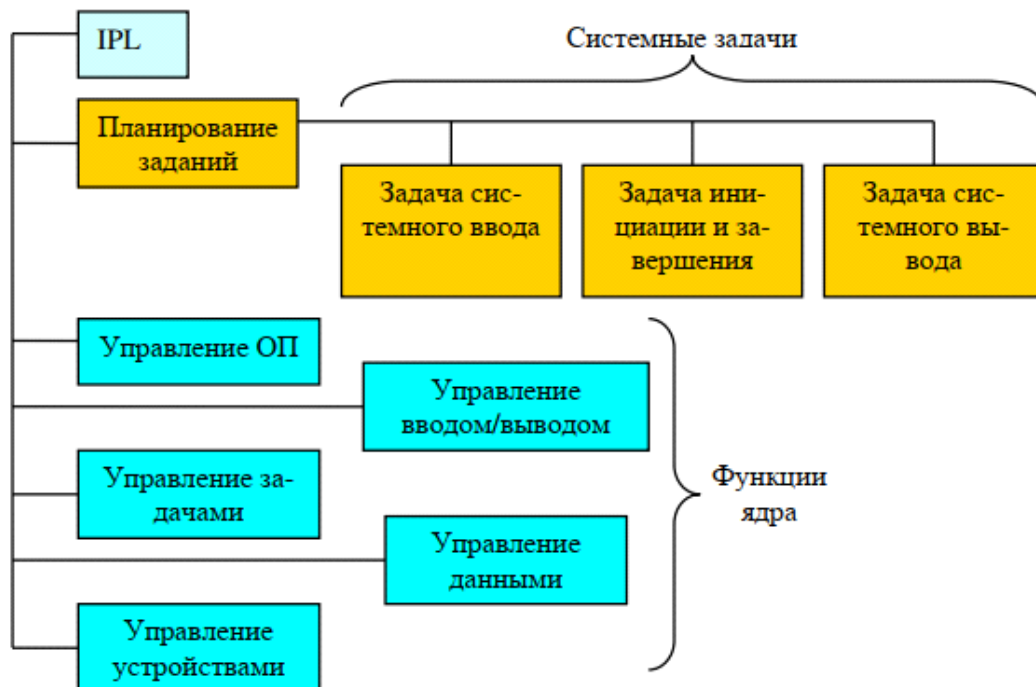 IPL
Системные задачи
Планирование
заданий
Задача сис-
темного ввода
Задача ини-
циации и за-
вершения
Задача сис-
темного вы-
вода
Управление ОП
Управление
вводом/выводом
Управление за-
дачами
Функции
ядра
Управление
данными
Управление
устройствами